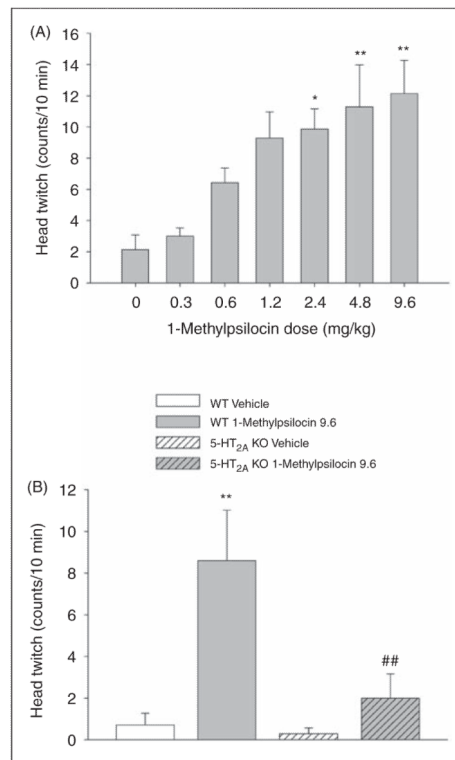 (A)
16
14
12
10
8
6
4
2
0
Head twitch (counts/10 min)
* ** **
0 0.3 0.6 1.2 2.4 4.8 9.6
1-Methylpsilocin dose (mg/kg)
WT Vehicle
WT 1-Methylpsilocin 9.6
5-HT2A KO Vehicle
5-HT2A KO 1-Methylpsilocin 9.6
(B)
12
10
8
6
4
2
0
Head twitch (counts/10 min)
**
##